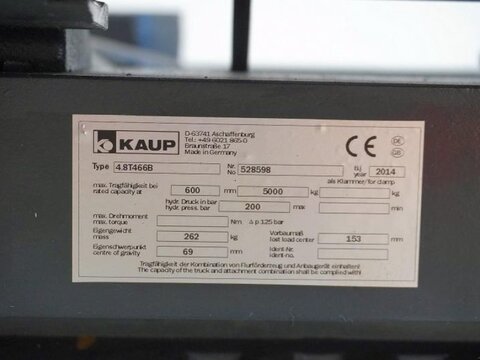 KAUP
D-63741 Aschaffenburg
Tel.: +49-6021 865-0
Braunstraße 17
Made in Germany
CE
DE
GB
Type 4.8T466B Nr. No 528598 Bj. year 2014
als Klammer/for clamp
max. Tragfähigkeit bei
rated capacity at 600 mm 5000 kg kg
hydr. Druck in bar
hydr. press. bar 200 max min
max. Drehmoment
max. torque Nm Δ p 125 bar
Eigengewicht
mass 262 kg
Vorbaumaß
lost load center 153 mm
Eigenschwerpunkt
centre of gravity 69 mm
Ident-Nr.
ident-no.
Tragfähigkeit der Kombination von Flurförderzeug und Anbaugerät einhalten!
The capacity of the truck and attachment combination shall be complied with!